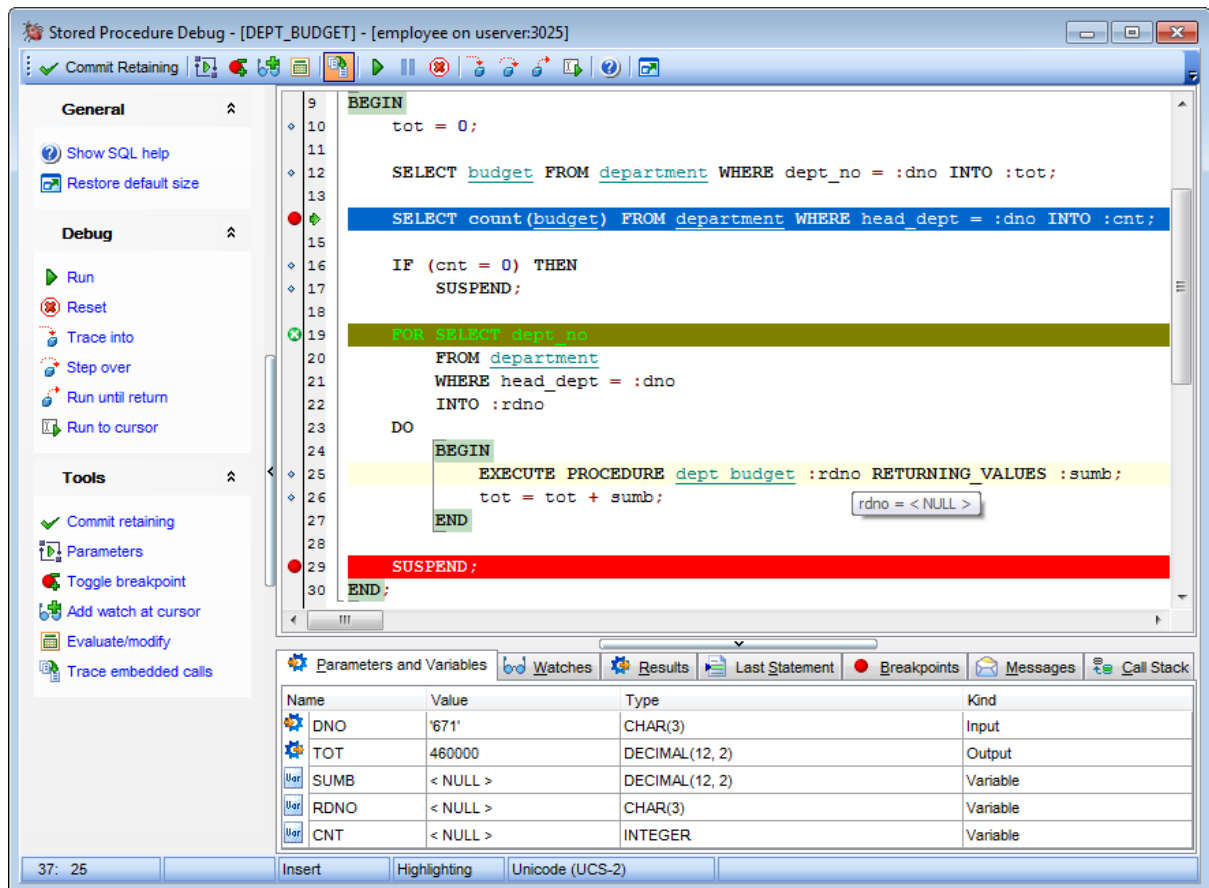 Stored Procedure Debug - [DEPT_BUDGET] - [employee on userver:3025]
Commit Retaining
General
Show SQL help
Restore default size
Debug
Run
Reset
Trace into
Step over
Run until return
Run to cursor
Tools
Commit retaining
Parameters
Toggle breakpoint
Add watch at cursor
Evaluate/modify
Trace embedded calls
9 BEGIN
10 tot = 0;
11
12 SELECT budget FROM department WHERE dept_no = :dno INTO :tot;
13
SELECT count(budget) FROM department WHERE head_dept = :dno INTO :cnt;
15
16 IF (cnt = 0) THEN
17 SUSPEND;
18
19 FOR SELECT dept_no
20 FROM department
21 WHERE head_dept = :dno
22 INTO :rdno
23 DO
24 BEGIN
25 EXECUTE PROCEDURE dept_budget :rdno RETURNING_VALUES :sumb;
26 tot = tot + sumb;
rdno = < NULL >
27 END
28
29 SUSPEND;
30 END;
Parameters and Variables Watches Results Last Statement Breakpoints Messages Call Stack
Name Value Type Kind
DNO '671' CHAR(3) Input
TOT 460000 DECIMAL(12, 2) Output
Var SUMB < NULL > DECIMAL(12, 2) Variable
Var RDNO < NULL > CHAR(3) Variable
Var CNT < NULL > INTEGER Variable
37: 25 Insert Highlighting Unicode (UCS-2)